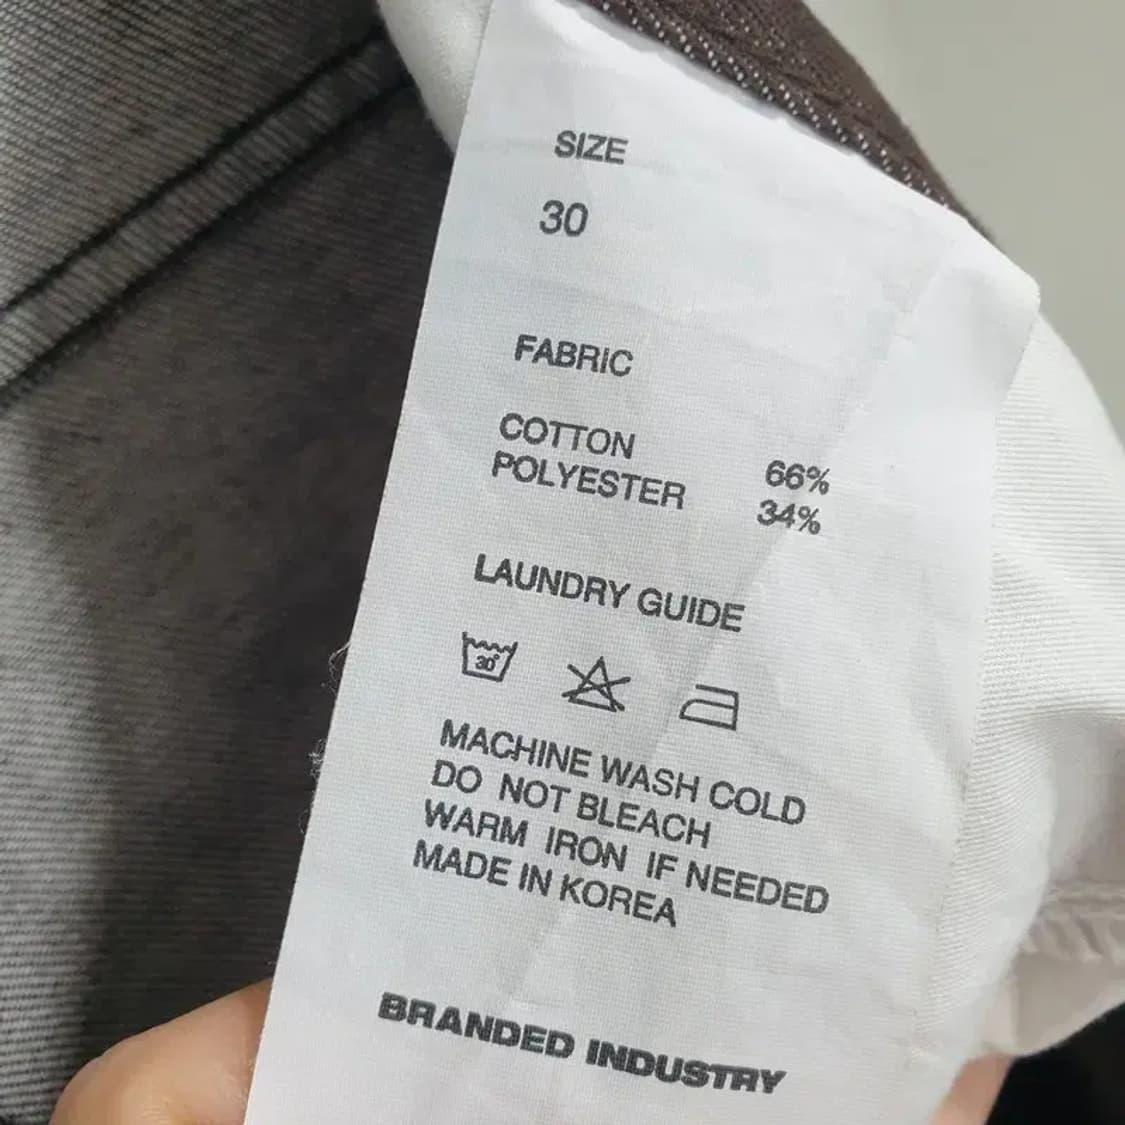 SIZE
30
FABRIC
COTTON 66%
POLYESTER 34%
LAUNDRY GUIDE
30°
MACHINE WASH COLD
DO NOT BLEACH
WARM IRON IF NEEDED
MADE IN KOREA
BRANDED INDUSTRY